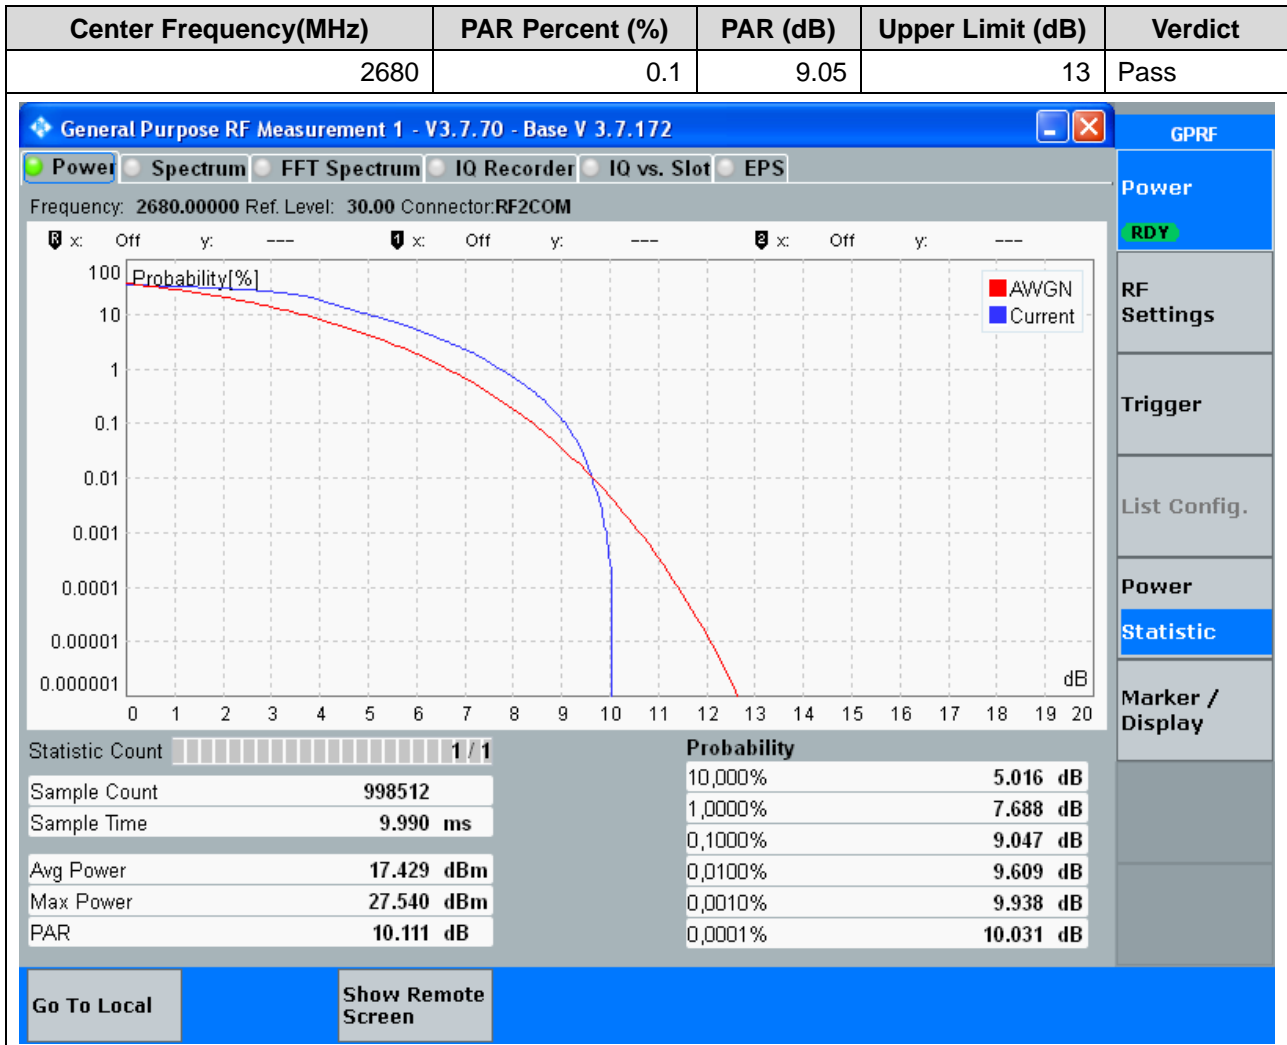 Center Frequency(MHz) PAR Percent (%) PAR (dB) Upper Limit (dB) Verdict
2680 0.1 9.05 13 Pass
General Purpose RF Measurement 1 - V3.7.70 - Base V 3.7.172
GPRF
Power Spectrum FFT Spectrum IQ Recorder IQ vs. Slot EPS
Frequency: 2680.00000 Ref. Level: 30.00 Connector:RF2COM
R x: Off y: --- 1 x: Off y: --- 2 x: Off y: ---
Probability[%]
100
10
1
0.1
0.01
0.001
0.0001
0.00001
0.000001
AWGN
Current
dB
0 1 2 3 4 5 6 7 8 9 10 11 12 13 14 15 16 17 18 19 20
Statistic Count 1 / 1
Sample Count 998512
Sample Time 9.990 ms
Avg Power 17.429 dBm
Max Power 27.540 dBm
PAR 10.111 dB
Probability
10,000% 5.016 dB
1,0000% 7.688 dB
0,1000% 9.047 dB
0,0100% 9.609 dB
0,0010% 9.938 dB
0,0001% 10.031 dB
Power
RDY
RF
Settings
Trigger
List Config.
Power
Statistic
Marker /
Display
Go To Local
Show Remote
Screen